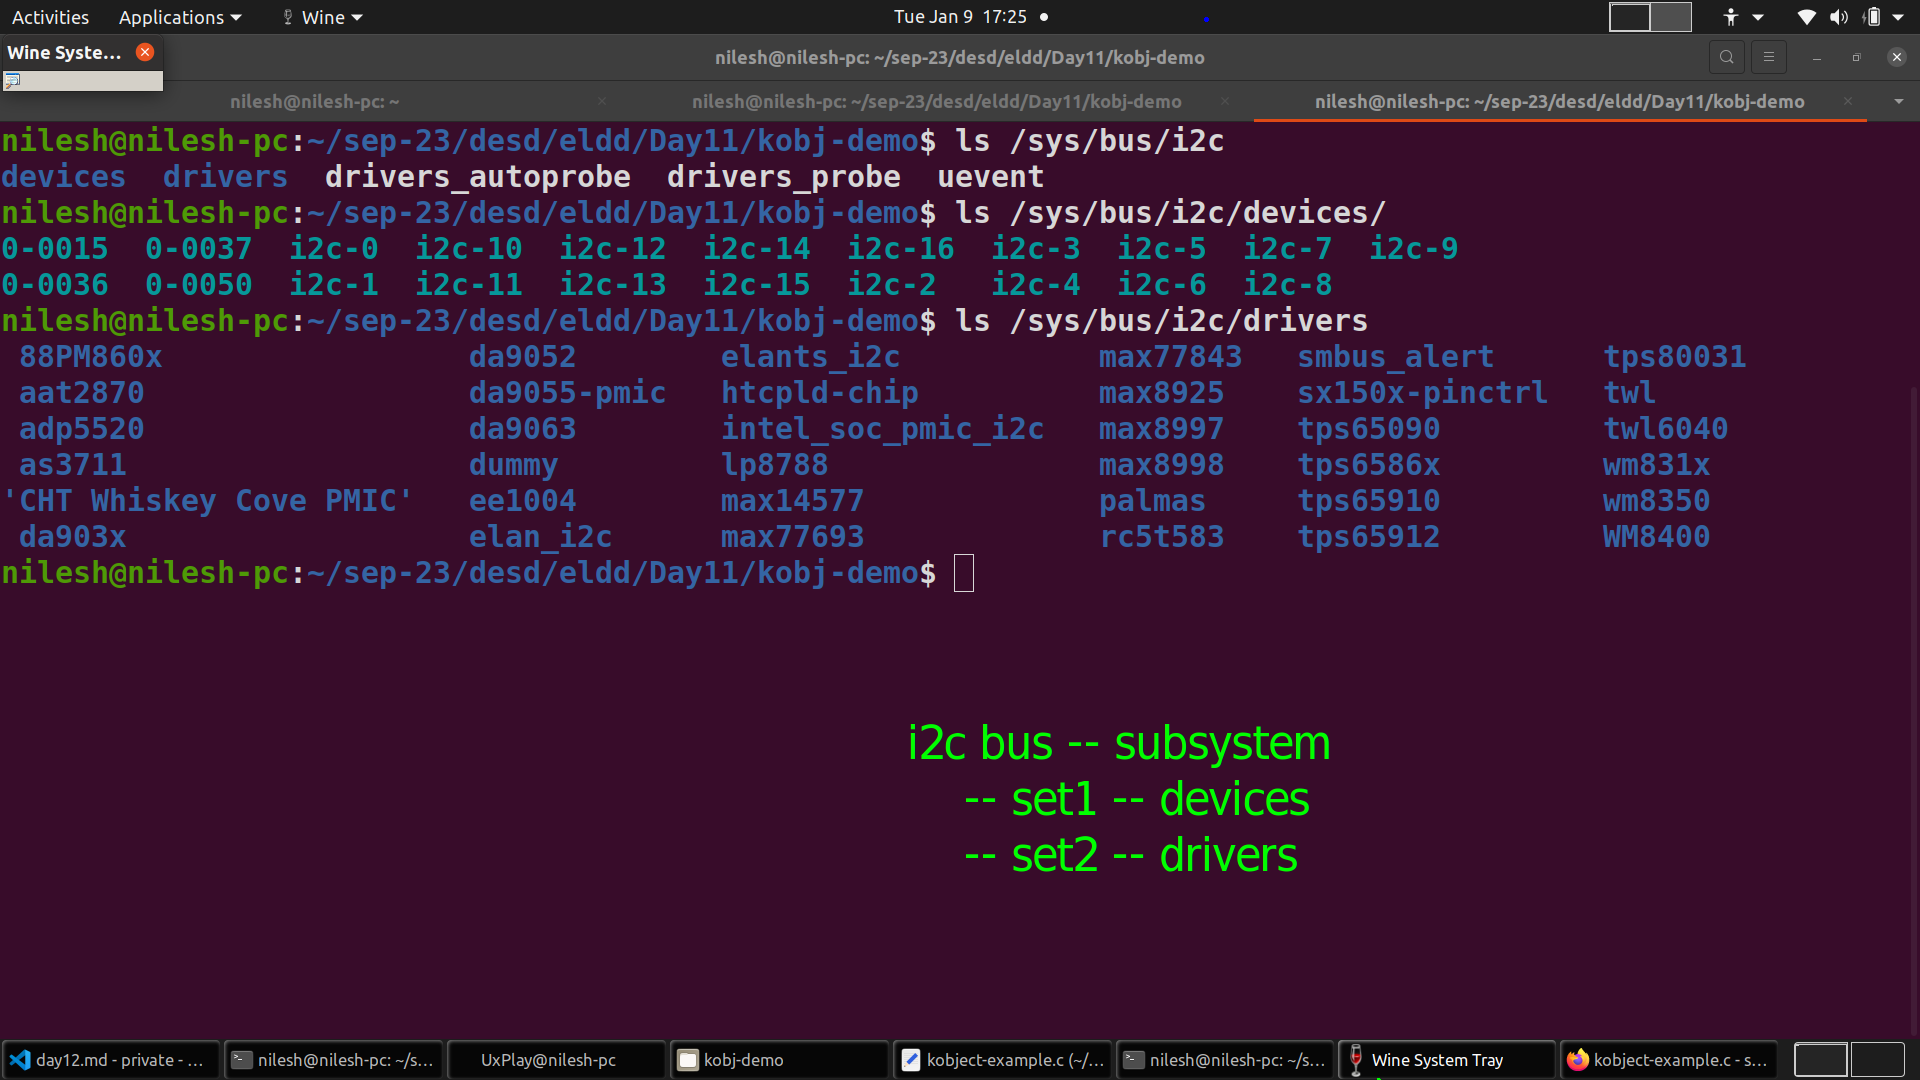 Activities Applications Wine Tue Jan 9 17:25
Wine Syste...
nilesh@nilesh-pc: ~/sep-23/desd/eldd/Day11/kobj-demo
nilesh@nilesh-pc: ~ nilesh@nilesh-pc: ~/sep-23/desd/eldd/Day11/kobj-demo nilesh@nilesh-pc: ~/sep-23/desd/eldd/Day11/kobj-demo
nilesh@nilesh-pc:~/sep-23/desd/eldd/Day11/kobj-demo$ ls /sys/bus/i2c
devices drivers drivers_autoprobe drivers_probe uevent
nilesh@nilesh-pc:~/sep-23/desd/eldd/Day11/kobj-demo$ ls /sys/bus/i2c/devices/
0-0015 0-0037 i2c-0 i2c-10 i2c-12 i2c-14 i2c-16 i2c-3 i2c-5 i2c-7 i2c-9
0-0036 0-0050 i2c-1 i2c-11 i2c-13 i2c-15 i2c-2 i2c-4 i2c-6 i2c-8
nilesh@nilesh-pc:~/sep-23/desd/eldd/Day11/kobj-demo$ ls /sys/bus/i2c/drivers
88PM860x da9052 elants_i2c max77843 smbus_alert tps80031
aat2870 da9055-pmic htcpld-chip max8925 sx150x-pinctrl twl
adp5520 da9063 intel_soc_pmic_i2c max8997 tps65090 twl6040
as3711 dummy lp8788 max8998 tps6586x wm831x
'CHT Whiskey Cove PMIC' ee1004 max14577 palmas tps65910 wm8350
da903x elan_i2c max77693 rc5t583 tps65912 WM8400
nilesh@nilesh-pc:~/sep-23/desd/eldd/Day11/kobj-demo$
i2c bus -- subsystem
-- set1 -- devices
-- set2 -- drivers
day12.md - private - ... nilesh@nilesh-pc: ~/s... UxPlay@nilesh-pc kobj-demo kobject-example.c (~/... nilesh@nilesh-pc: ~/s... Wine System Tray kobject-example.c - s...